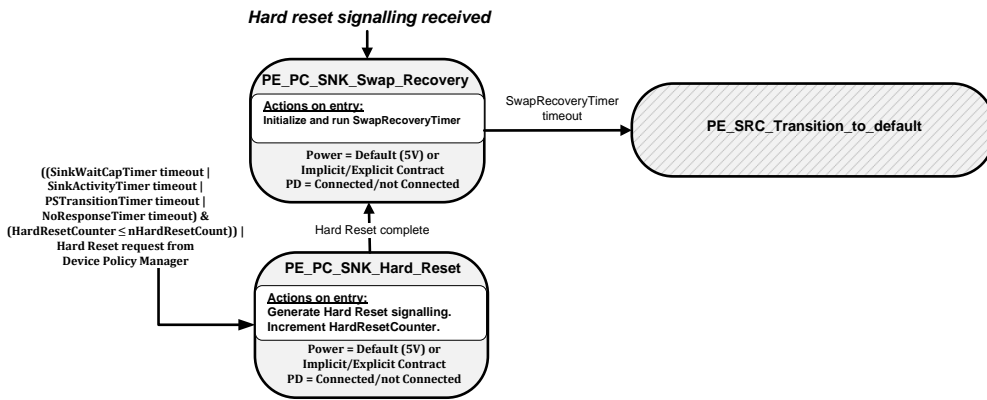 Hard reset signalling received
PE_PC_SNK_Swap_Recovery
Actions on entry:
Initialize and run SwapRecoveryTimer
Power = Default (5V) or
Implicit/Explicit Contract
PD = Connected/not Connected
SwapRecoveryTimer
timeout
PE_SRC_Transition_to_default
((SinkWaitCapTimer timeout |
SinkActivityTimer timeout |
PSTransitionTimer timeout |
NoResponseTimer timeout) &
(HardResetCounter ≤ nHardResetCount)) |
Hard Reset request from
Device Policy Manager
Hard Reset complete
PE_PC_SNK_Hard_Reset
Actions on entry:
Generate Hard Reset signalling.
Increment HardResetCounter.
Power = Default (5V) or
Implicit/Explicit Contract
PD = Connected/not Connected